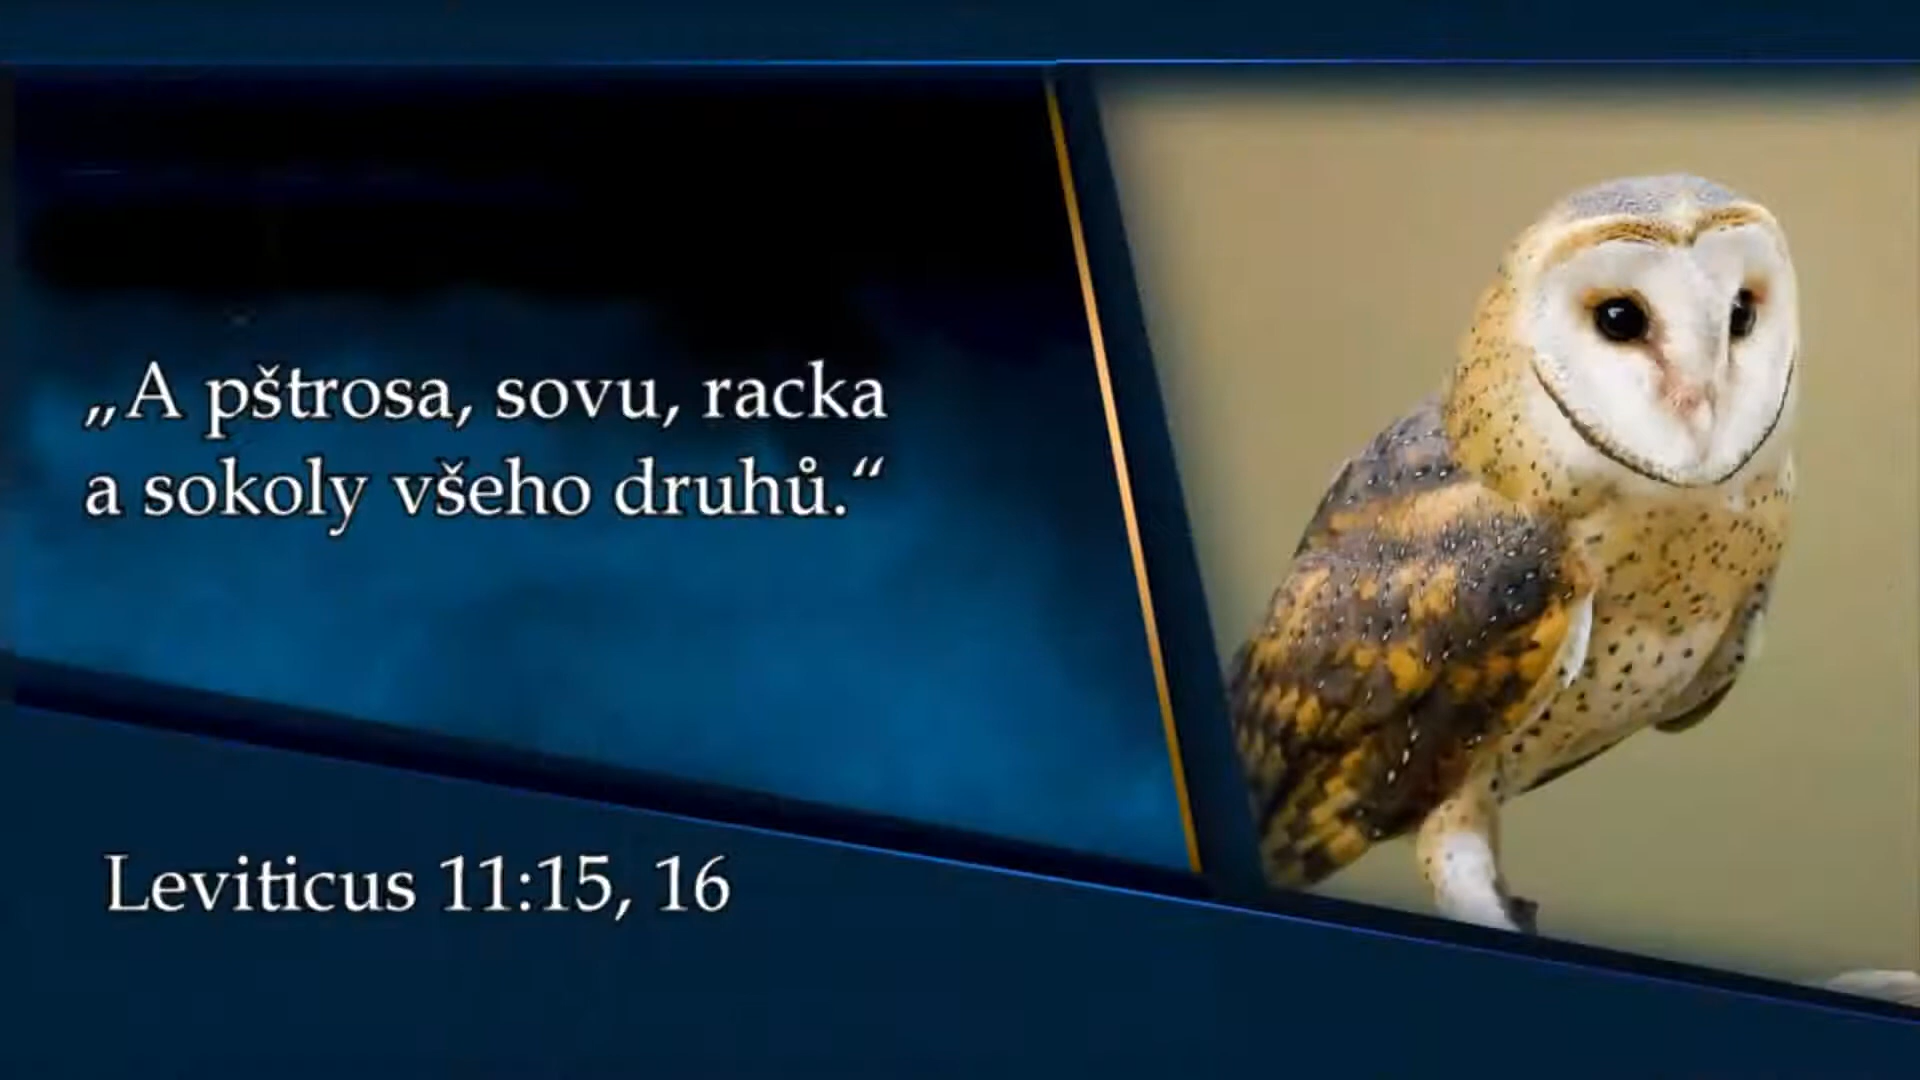 „A pštrosa, sovu, racka
a sokoly všeho druhů.“
Leviticus 11:15, 16